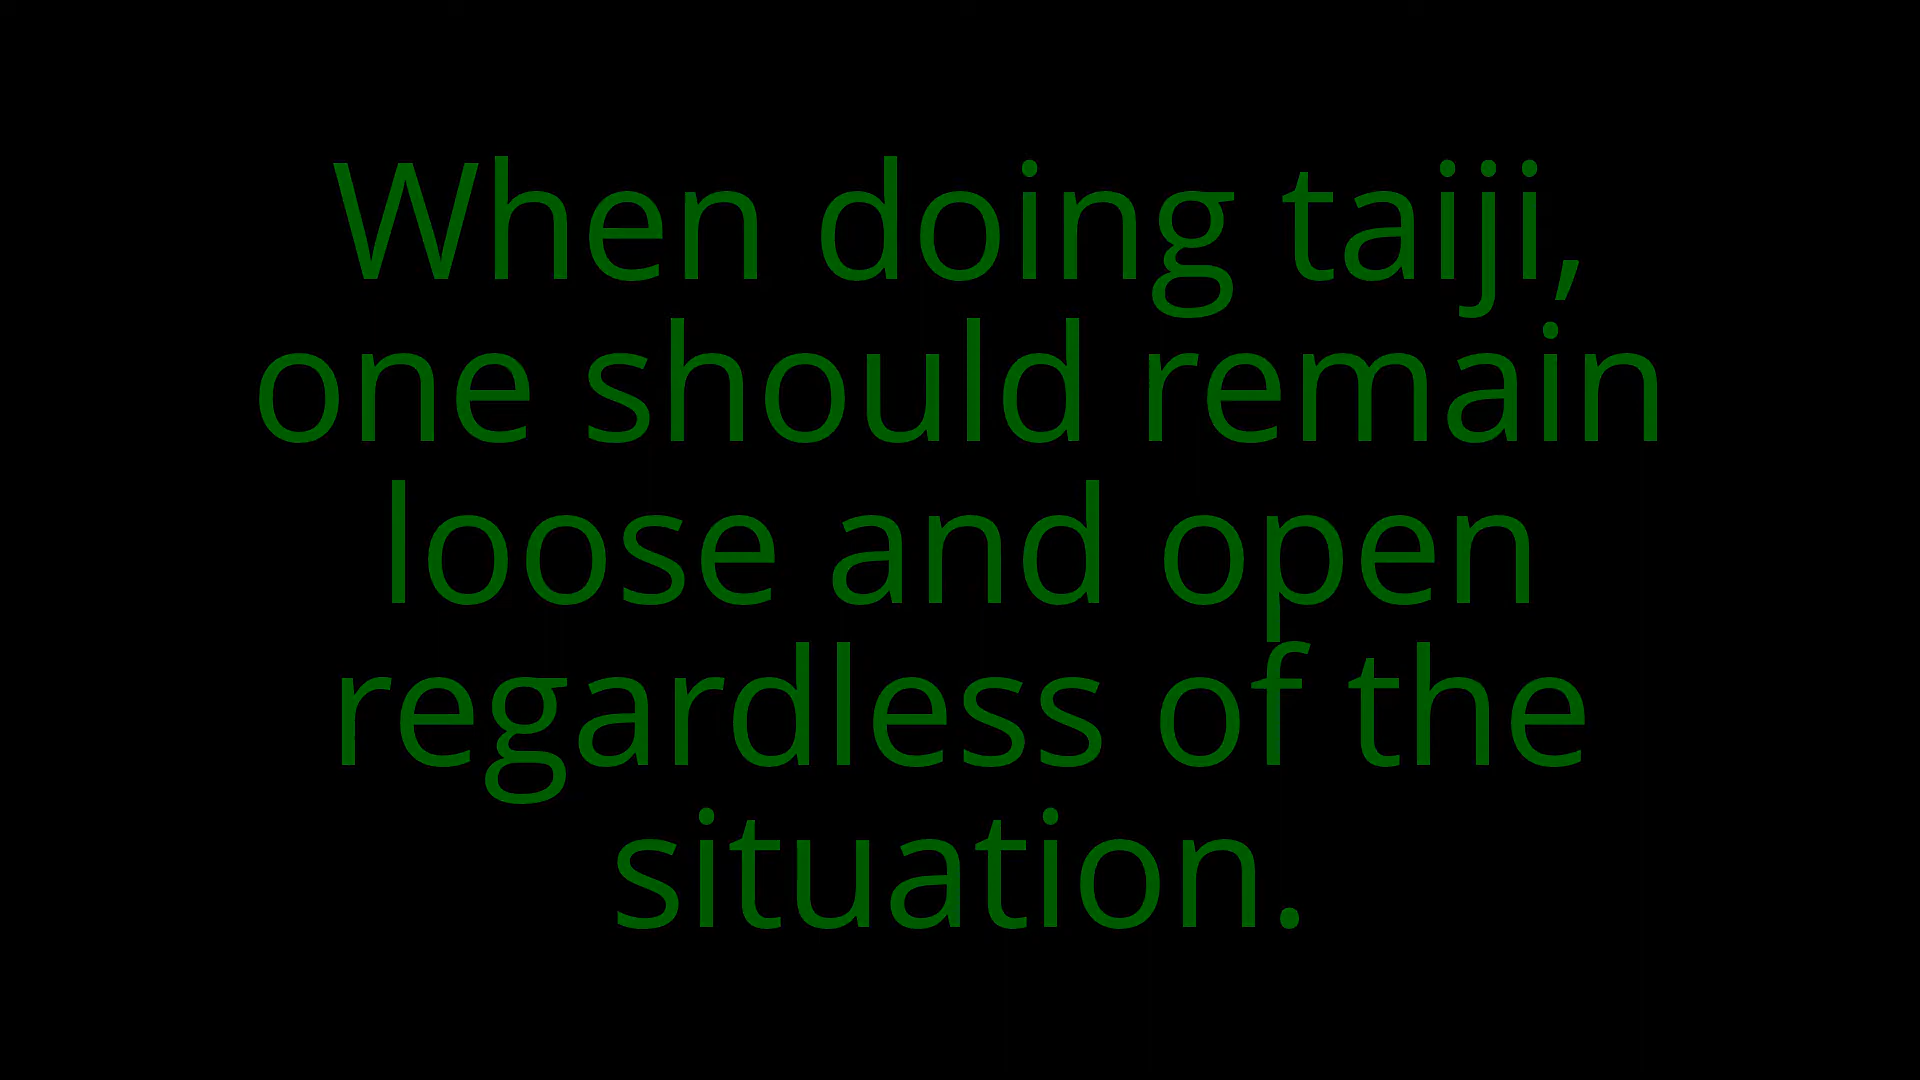 When doing taiji,
one should remain
loose and open
regardless of the
situation.